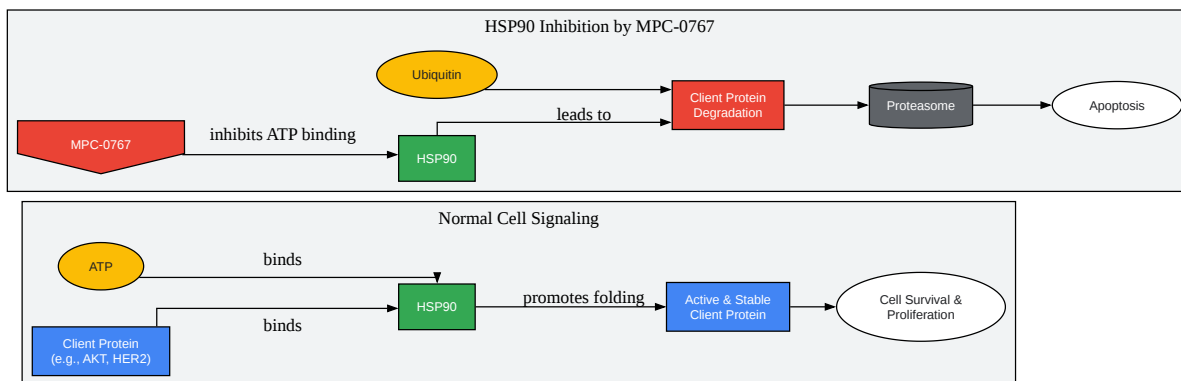 HSP90 Inhibition by MPC-0767
Ubiquitin
Client Protein
Degradation
Proteasome
Apoptosis
leads to
MPC-0767
inhibits ATP binding
HSP90
Normal Cell Signaling
ATP
binds
HSP90
promotes folding
Active & Stable
Client Protein
Cell Survival &
Proliferation
binds
Client Protein
(e.g., AKT, HER2)